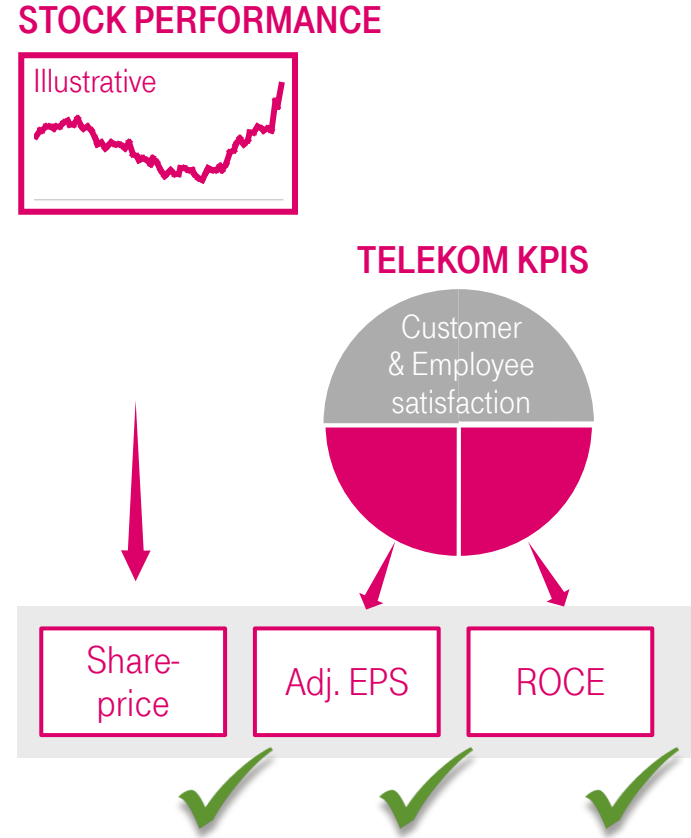 STOCK PERFORMANCE
Illustrative
TELEKOM KPIS
Customer
& Employee
satisfaction
Share-
price
Adj. EPS
ROCE